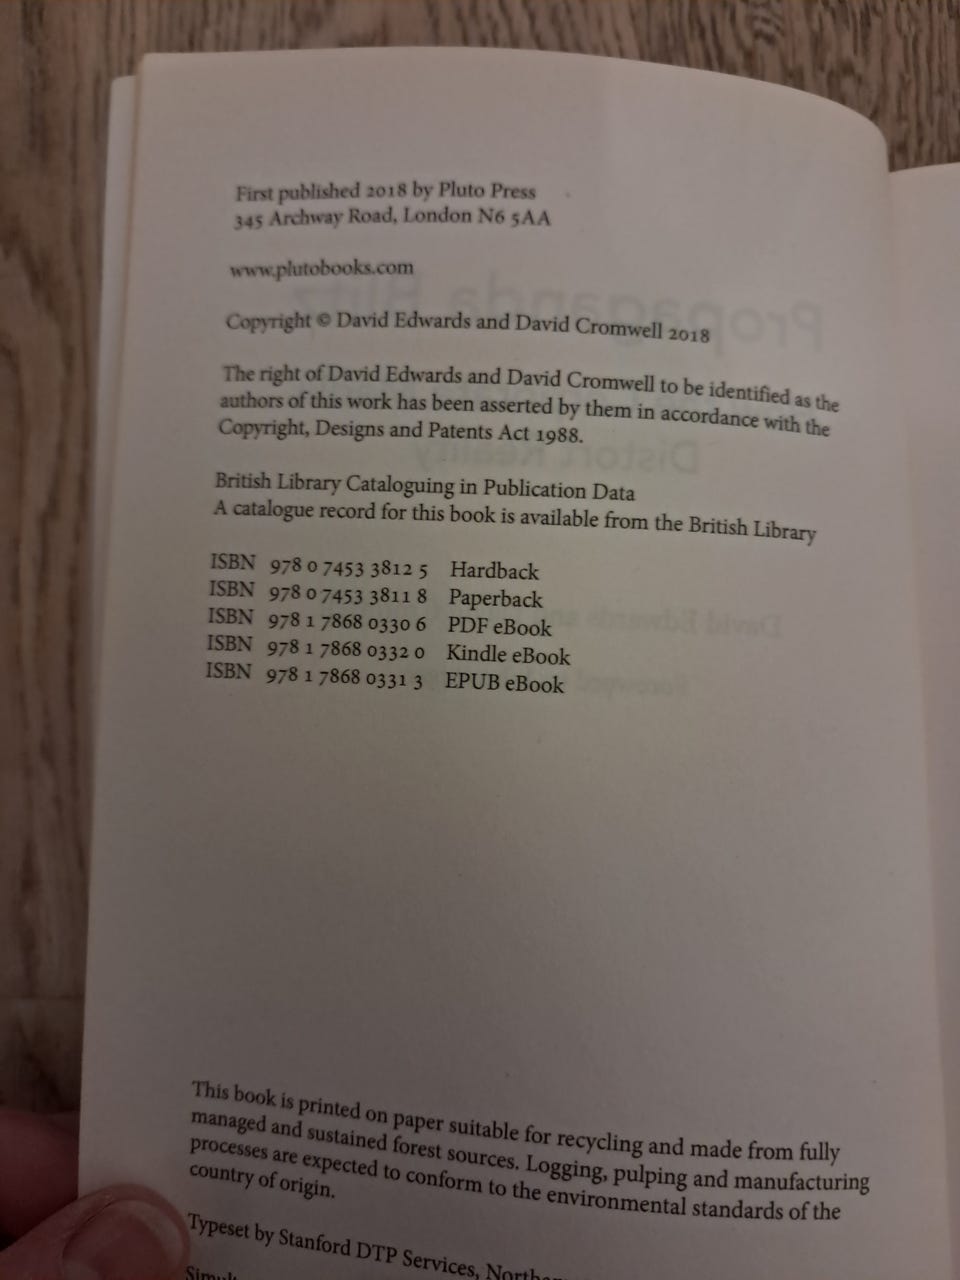 First published 2018 by Pluto Press
345 Archway Road, London N6 5AA
www.plutobooks.com
Copyright © David Edwards and David Cromwell 2018
The right of David Edwards and David Cromwell to be identified as the
authors of this work has been asserted by them in accordance with the
Copyright, Designs and Patents Act 1988.
British Library Cataloguing in Publication Data
A catalogue record for this book is available from the British Library
ISBN 978 0 7453 3812 5 Hardback
ISBN 978 0 7453 3811 8 Paperback
ISBN 978 1 7868 0330 6 PDF eBook
ISBN 978 1 7868 0332 0 Kindle eBook
ISBN 978 1 7868 0331 3 EPUB eBook
This book is printed on paper suitable for recycling and made from fully
managed and sustained forest sources. Logging, pulping and manufacturing
processes are expected to conform to the environmental standards of the
country of origin.
Typeset by Stanford DTP Services,